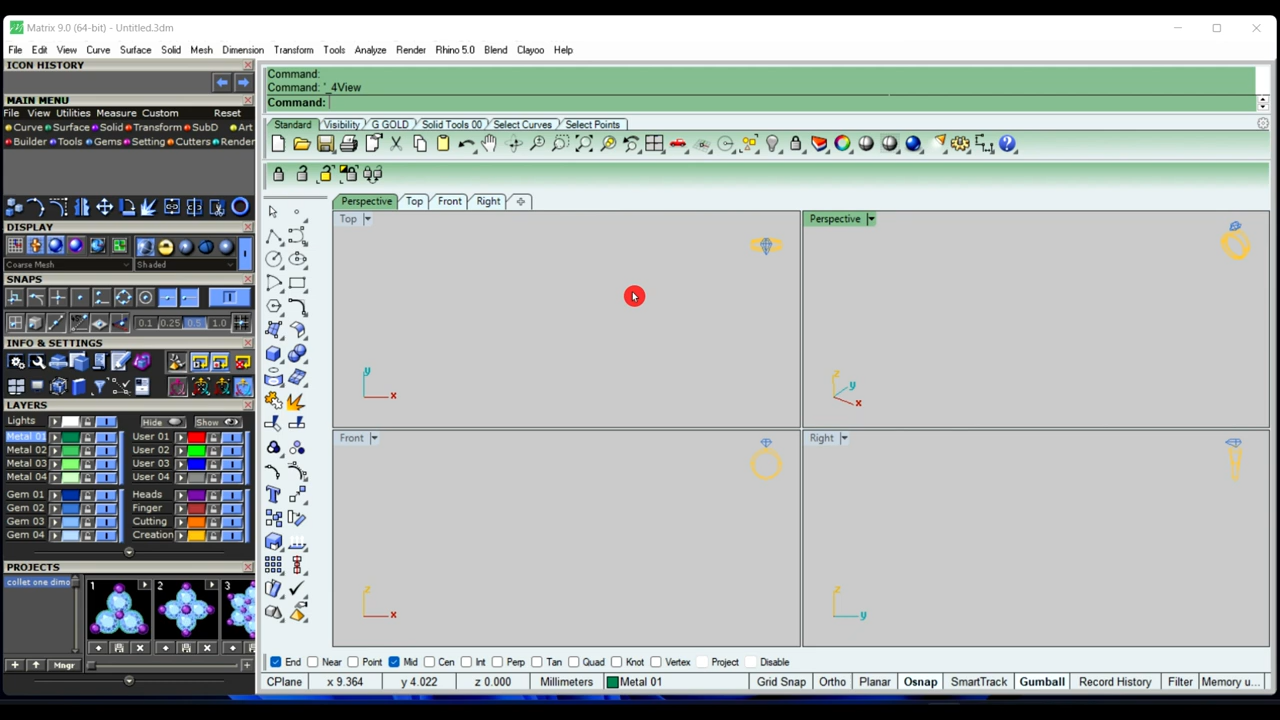 Matrix 9.0 (64-bit) - Untitled.3dm
File Edit View Curve Surface Solid Mesh Dimension Transform Tools Analyze Render Rhino 5.0 Blend Clayoo Help
ICON HISTORY
MAIN MENU
File View Utilities Measure Custom Reset
Curve Surface Solid Transform SubD Art
Builder Tools Gems Setting Cutters Render
DISPLAY
Coarse Mesh Shaded
SNAPS
0.1 0.25 0.5 1.0
INFO & SETTINGS
LAYERS
Lights Hide Show
Metal 01 User 01
Metal 02 User 02
Metal 03 User 03
Metal 04 User 04
Gem 01 Heads
Gem 02 Finger
Gem 03 Cutting
Gem 04 Creation
PROJECTS
collet one dimo
1 2 3
Mngr
Command:
Command: '_4View
Command:
Standard Visibility G GOLD Solid Tools 00 Select Curves Select Points
Perspective Top Front Right
Top
y
x
Perspective
z
y
x
Front
z
x
Right
z
y
End Near Point Mid Cen Int Perp Tan Quad Knot Vertex Project Disable
CPlane x 9.364 y 4.022 z 0.000 Millimeters Metal 01 Grid Snap Ortho Planar Osnap SmartTrack Gumball Record History Filter Memory u...